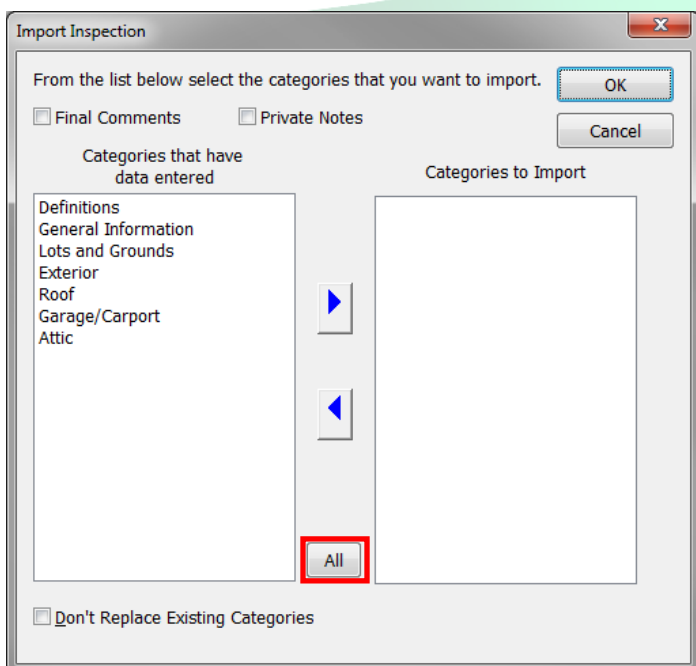 Import Inspection
From the list below select the categories that you want to import.
OK
Final Comments
Private Notes
Cancel
Categories that have
data entered
Categories to Import
Definitions
General Information
Lots and Grounds
Exterior
Roof
Garage/Carport
Attic
All
Don't Replace Existing Categories